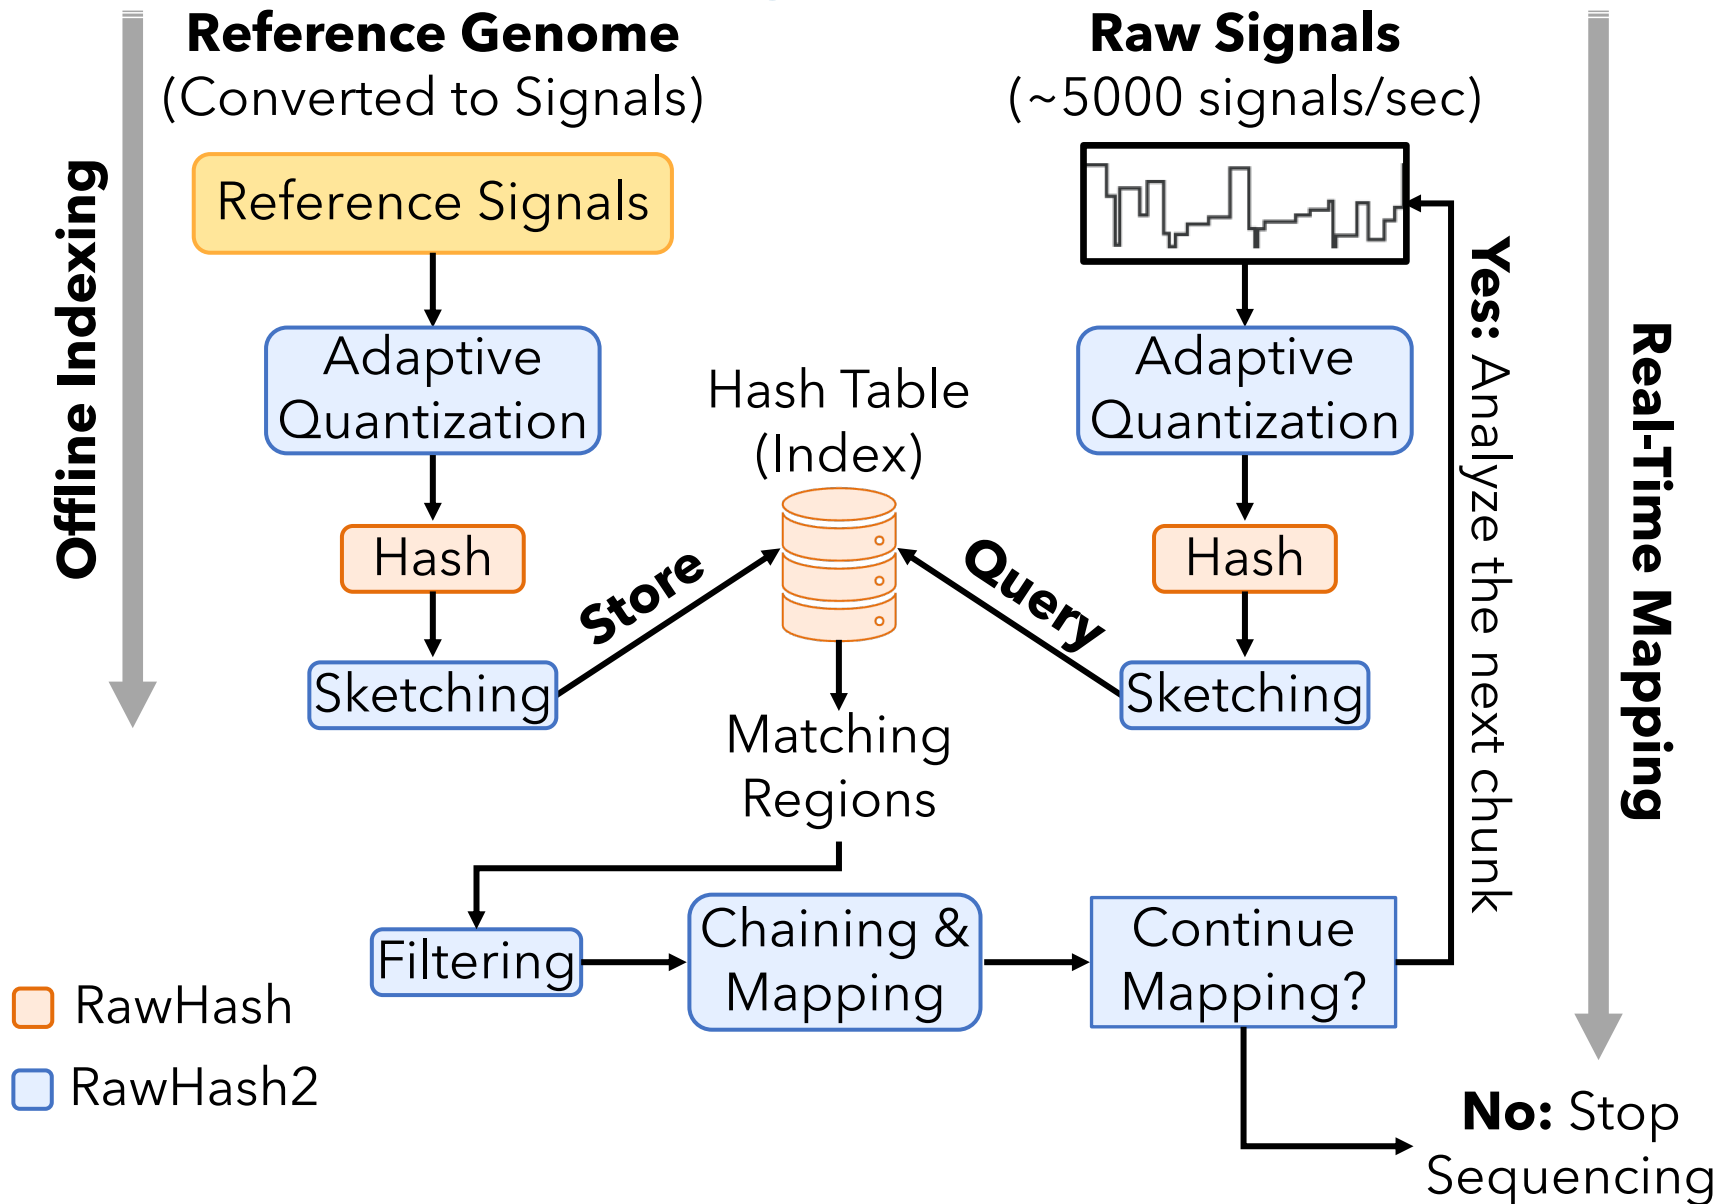 Reference Genome
(Converted to Signals)
Reference Signals
Adaptive
Quantization
Hash
Sketching
Offline Indexing
Store
Hash Table
(Index)
Query
Raw Signals
(~5000 signals/sec)
Adaptive
Quantization
Hash
Sketching
Yes: Analyze the next chunk
Real-Time Mapping
Matching
Regions
Filtering
Chaining &
Mapping
Continue
Mapping?
No: Stop
Sequencing
RawHash
RawHash2